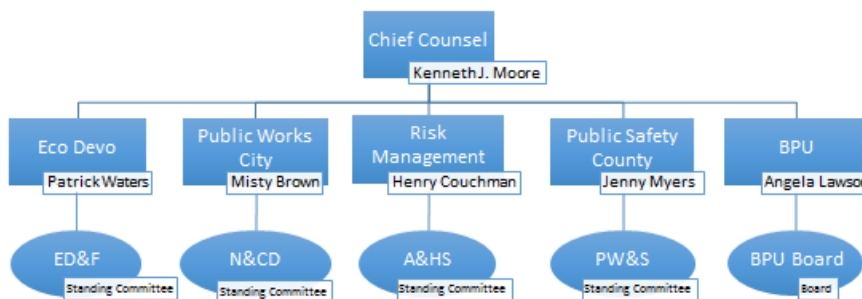 Chief Counsel
Kenneth J. Moore
Eco Devo
Patrick Waters
Public Works
City
Misty Brown
Risk
Management
Henry Couchman
Public Safety
County
Jenny Myers
BPU
Angela Lawson
ED&F
Standing Committee
N&CD
Standing Committee
A&HS
Standing Committee
PW&S
Standing Committee
BPU Board
Board